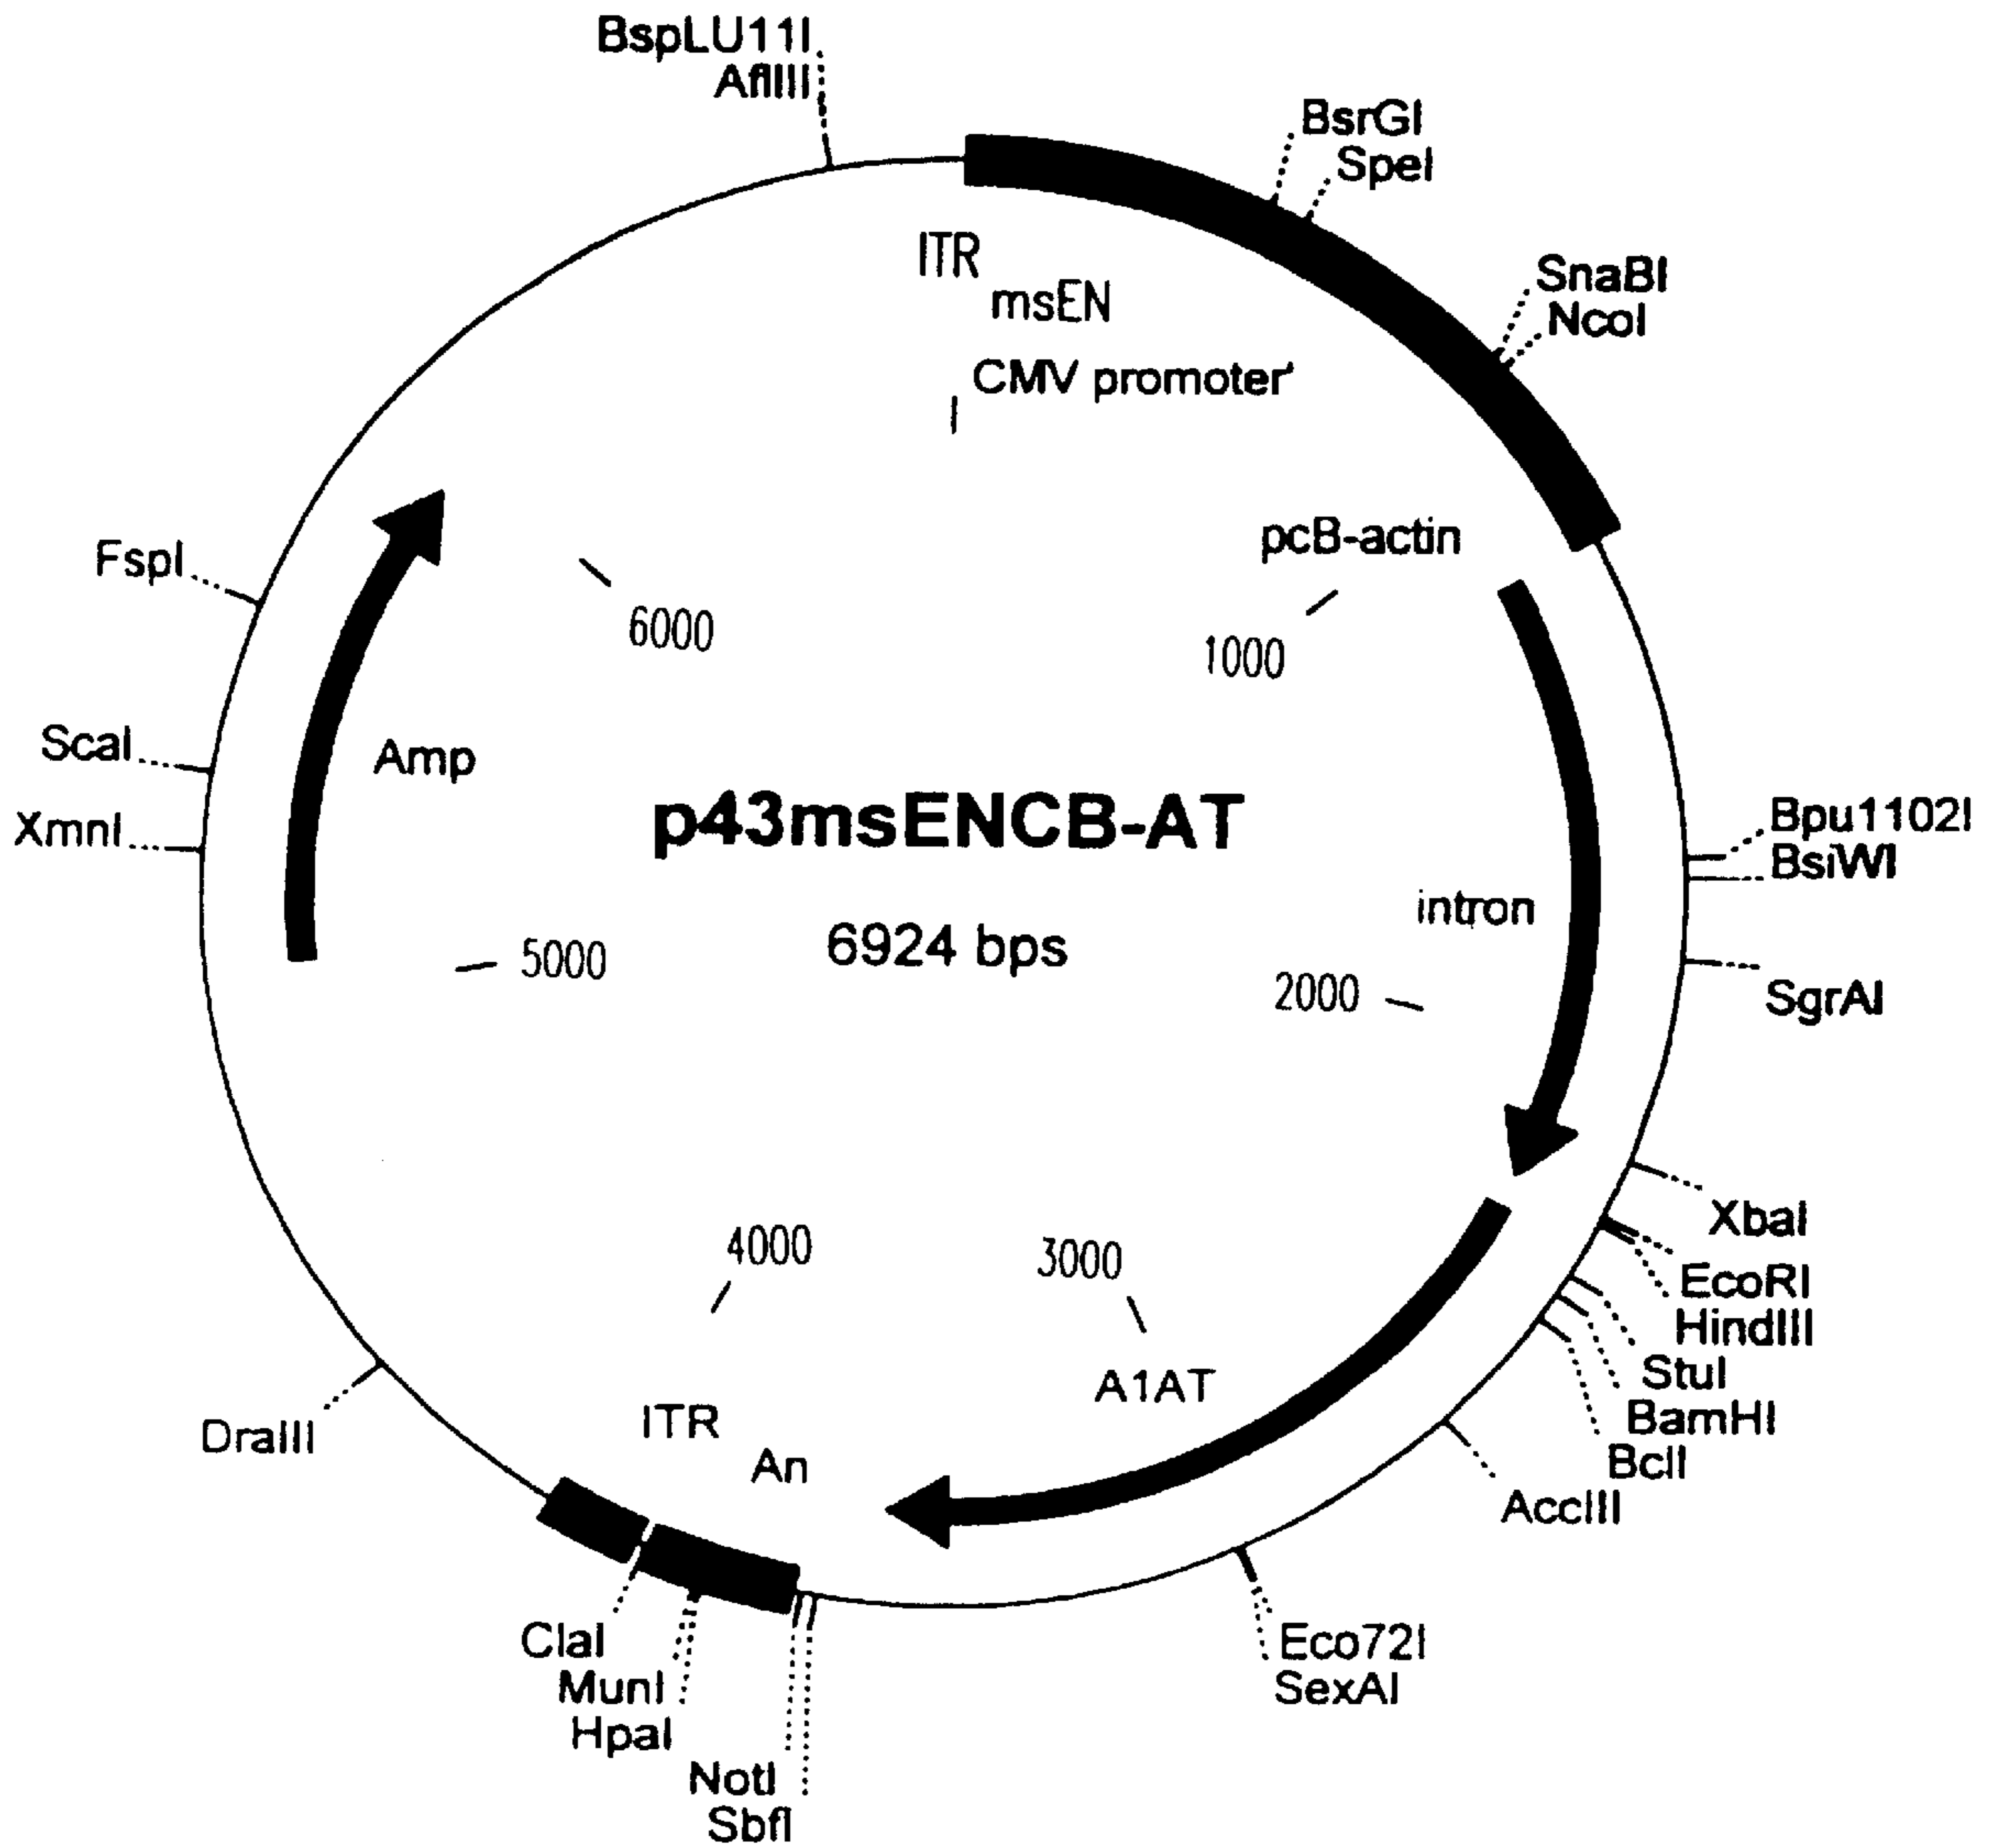 BspLU11I
AflIII
BsrGI
SpeI
ITR
msEN
SnaBI
NcoI
CMV promoter'
pcB-actin
FspI
6000
1000
ScaI
Amp
XmnI
p43msENCB-AT
Bpu1102I
BsiWI
intron
6924 bps
5000
2000
SgrAI
XbaI
4000
3000
EcoRI
HindIII
StuI
A1AT
BamHI
ITR
DraIII
An
BclI
AccIII
ClaI
Eco72I
MunI
SexAI
HpaI
NotI
SbfI